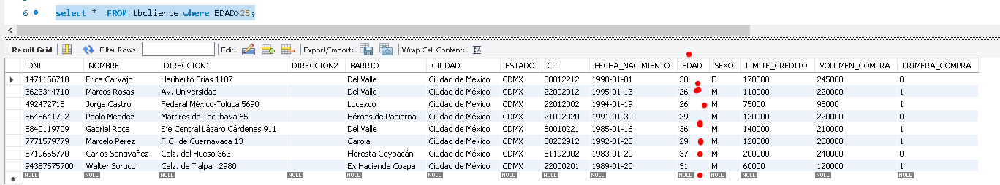 6 select * FROM tbcliente where EDAD>25;
Result Grid Filter Rows: Edit: Export/Import: Wrap Cell Content:
DNI NOMBRE DIRECCION1 DIRECCION2 BARRIO CIUDAD ESTADO CP FECHA_NACIMIENTO EDAD SEXO LIMITE_CREDITO VOLUMEN_COMPRA PRIMERA_COMPRA
1471156710 Erica Carvajo Heriberto Frías 1107 Del Valle Ciudad de México CDMX 80012212 1990-01-01 30 F 170000 245000 0
3623344710 Marcos Rosas Av. Universidad Del Valle Ciudad de México CDMX 22002012 1995-01-13 26 M 110000 220000 1
492472718 Jorge Castro Federal México-Toluca 5690 Locaxco Ciudad de México CDMX 22012002 1994-01-19 26 M 75000 95000 1
5648641702 Paolo Mendez Martires de Tacubaya 65 Héroes de Padierna Ciudad de México CDMX 21002020 1991-01-30 29 M 120000 220000 0
5840119709 Gabriel Roca Eje Central Lázaro Cárdenas 911 Del Valle Ciudad de México CDMX 80010221 1985-01-16 36 M 140000 210000 1
7771579779 Marcelo Perez F.C. de Cuernavaca 13 Carola Ciudad de México CDMX 88202912 1992-01-25 29 M 120000 200000 1
8719655770 Carlos Santivañez Calz. del Hueso 363 Floresta Coyoacán Ciudad de México CDMX 81192002 1983-01-20 37 M 200000 240000 0
94387575700 Walter Soruco Calz. de Tlalpan 2980 Ex Hacienda Coapa Ciudad de México CDMX 22000201 1989-01-20 31 M 60000 120000 1
NULL NULL NULL NULL NULL NULL NULL NULL NULL NULL NULL NULL NULL NULL